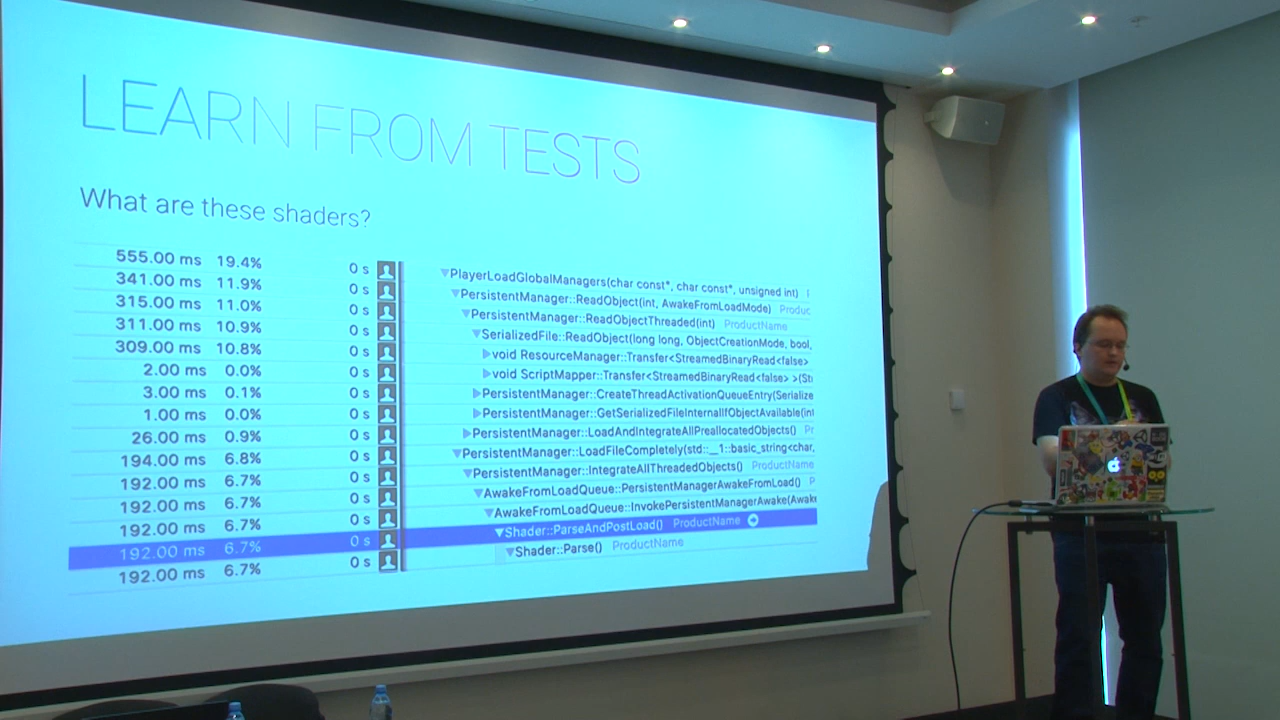 LEARN FROM TESTS
What are these shaders?
555.00 ms 19.4% 0 s PlayerLoadGlobalManagers(char const*, char const*, unsigned int)
341.00 ms 11.9% 0 s PersistentManager::ReadObject(int, AwakeFromLoadMode) Produc
315.00 ms 11.0% 0 s PersistentManager::ReadObjectThreaded(int) ProductName
311.00 ms 10.9% 0 s SerializedFile::ReadObject(long long, ObjectCreationMode, bool,
309.00 ms 10.8% 0 s void ResourceManager::Transfer<StreamedBinaryRead<false>
2.00 ms 0.0% 0 s void ScriptMapper::Transfer<StreamedBinaryRead<false> >(St
3.00 ms 0.1% 0 s PersistentManager::CreateThreadActivationQueueEntry(Serialize
1.00 ms 0.0% 0 s PersistentManager::GetSerializedFileInternalIfObjectAvailable(int
26.00 ms 0.9% 0 s PersistentManager::LoadAndIntegrateAllPreallocatedObjects() Pr
194.00 ms 6.8% 0 s PersistentManager::LoadFileCompletely(std::__1::basic_string<char,
192.00 ms 6.7% 0 s PersistentManager::IntegrateAllThreadedObjects() ProductName
192.00 ms 6.7% 0 s AwakeFromLoadQueue::PersistentManagerAwakeFromLoad() P
192.00 ms 6.7% 0 s AwakeFromLoadQueue::InvokePersistentManagerAwake(Awak
192.00 ms 6.7% 0 s Shader::ParseAndPostLoad() ProductName
192.00 ms 6.7% 0 s Shader::Parse() ProductName